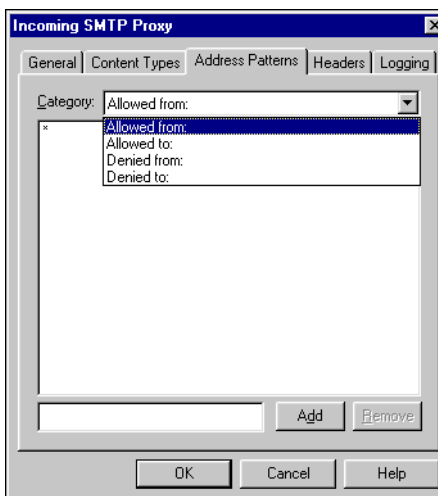 Incoming SMTP Proxy
General Content Types Address Patterns Headers Logging
Category: Allowed from:
* Allowed from:
Allowed to:
Denied from:
Denied to:
Add Remove
OK Cancel Help